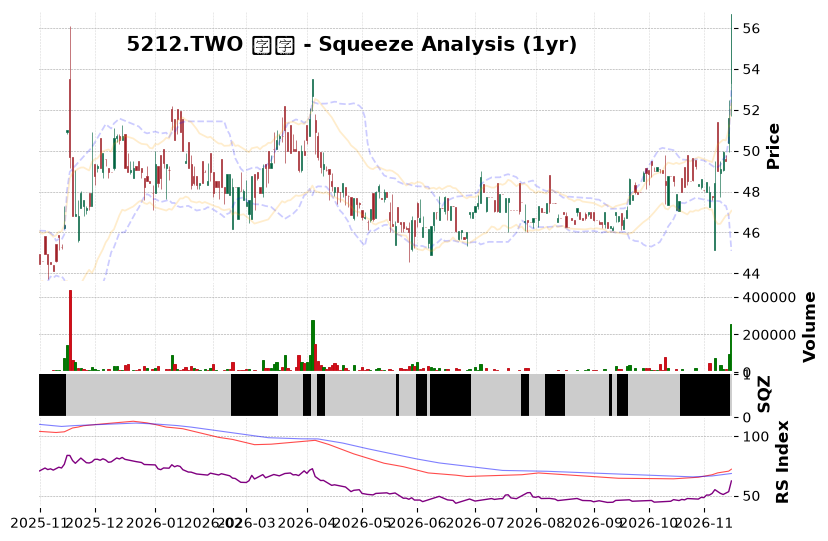 5212.TWO 字字 - Squeeze Analysis (1yr)
56
54
52
50
48
46
44
Price
400000
200000
0
Volume
1
0
SQZ
100
50
RS Index
2025-11 2025-12 2026-01 2026-02 2026-03 2026-04 2026-05 2026-06 2026-07 2026-08 2026-09 2026-10 2026-11